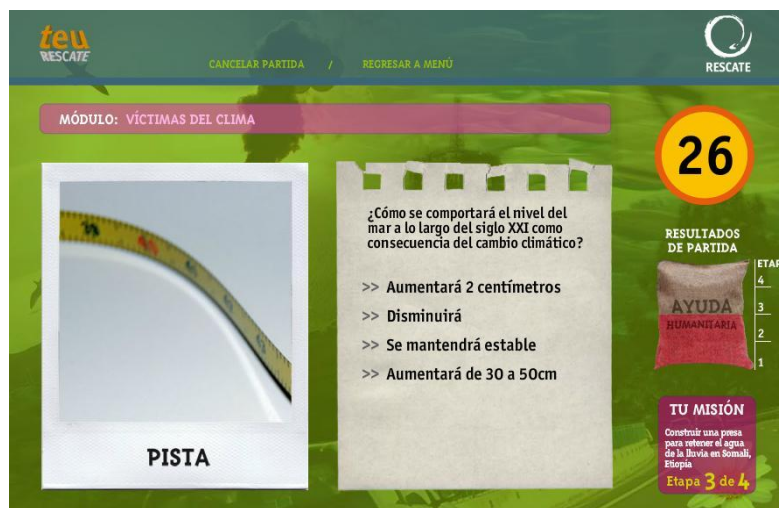 teu
RESCATE
CANCELAR PARTIDA / REGRESAR A MENÚ
RESCATE
MÓDULO: VÍCTIMAS DEL CLIMA
26
¿Cómo se comportará el nivel del
mar a lo largo del siglo XXI como
consecuencia del cambio climático?
>> Aumentará 2 centímetros
>> Disminuirá
>> Se mantendrá estable
>> Aumentará de 30 a 50cm
PISTA
RESULTADOS
DE PARTIDA
ETAP
4
3
2
1
AYUDA
HUMANITARIA
TU MISIÓN
Construir una presa
para retener el agua
de la lluvia en Somali,
Etiopía
Etapa 3 de 4